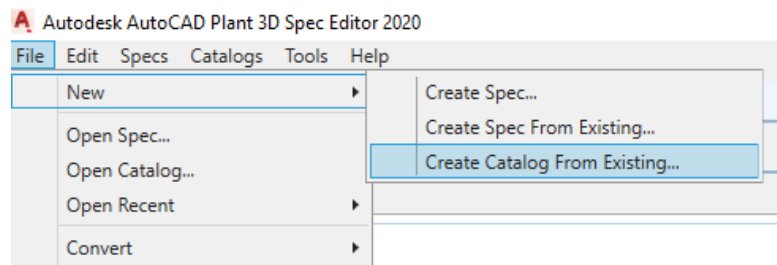 A Autodesk AutoCAD Plant 3D Spec Editor 2020
File Edit Specs Catalogs Tools Help
New
Create Spec...
Create Spec From Existing...
Create Catalog From Existing...
Open Spec...
Open Catalog...
Open Recent
Convert